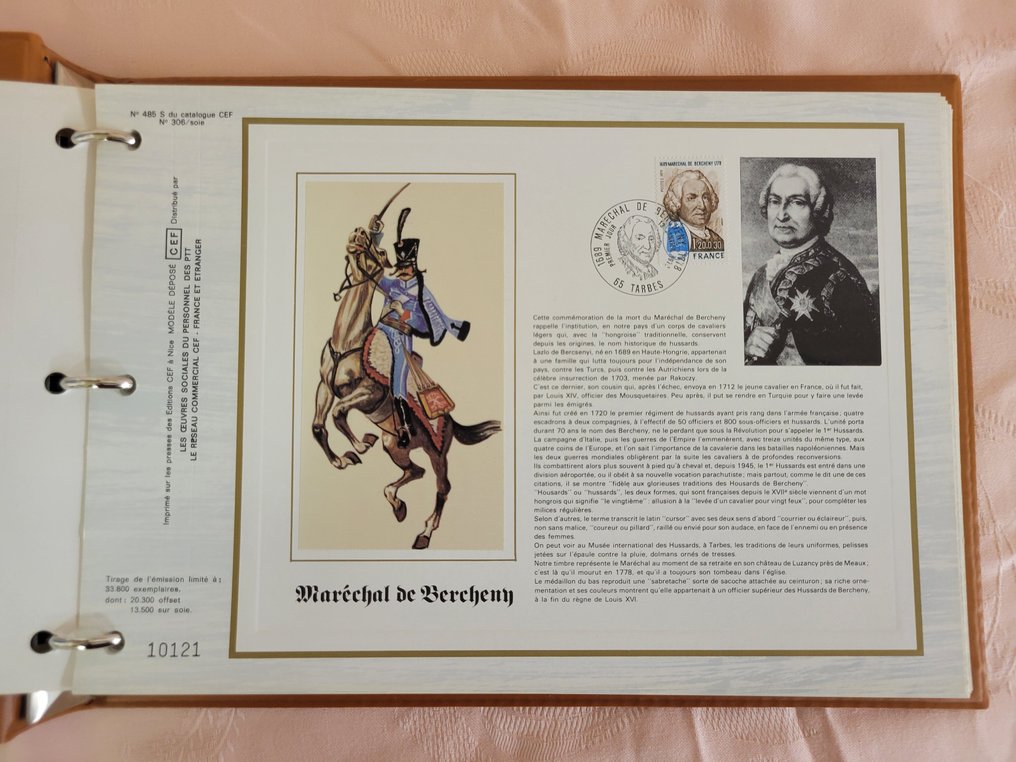 Nº 485 S du catalogue CEF
Nº 306/soie
Imprimé sur les presses des Editions CEF à Nice MODÈLE DÉPOSÉ CEF Distribué par
LES ŒUVRES SOCIALES DU PERSONNEL DES PTT
LE RÉSEAU COMMERCIAL CEF - FRANCE ET ETRANGER
Tirage de l'émission limité à :
33.800 exemplaires.
dont : 20.300 offset
13.500 sur soie.
10121
Maréchal de Bercheny
1689 MARECHAL DE BERCHENY 1778
1,20+0,30
FRANCE
1689 MARECHAL DE BERCHENY 1778
PREMIER JOUR
65 TARBES
Cette commémoration de la mort du Maréchal de Bercheny
rappelle l'institution, en notre pays d'un corps de cavaliers
légers qui, avec la "hongroise" traditionnelle, conservent
depuis les origines, le nom historique de hussards.
Lazlo de Bercsenyi, né en 1689 en Haute-Hongrie, appartenait
à une famille qui lutta toujours pour l'indépendance de son
pays, contre les Turcs, puis contre les Autrichiens lors de la
célèbre insurrection de 1703, menée par Rakoczy.
C'est ce dernier, son cousin qui, après l'échec, envoya en 1712 le jeune cavalier en France, où il fut fait,
par Louis XIV, officier des Mousquetaires. Peu après, il put se rendre en Turquie pour y faire une levée
parmi les émigrés.
Ainsi fut créé en 1720 le premier régiment de hussards ayant pris rang dans l'armée française ; quatre
escadrons à deux compagnies, à l'effectif de 50 officiers et 800 sous-officiers et hussards. L'unité porta
durant 70 ans le nom des Bercheny, ne le perdant que sous la Révolution pour s'appeler le 1er Hussards.
La campagne d'Italie, puis les guerres de l'Empire l'emmenèrent, avec treize unités du même type, aux
quatre coins de l'Europe, et l'on sait l'importance de la cavalerie dans les batailles napoléoniennes. Mais
les deux guerres mondiales obligèrent par la suite les cavaliers à de profondes reconversions.
Ils combattirent alors plus souvent à pied qu'à cheval et, depuis 1945, le 1er Hussards est entré dans une
division aéroportée, ou il obéit à sa nouvelle vocation parachutiste ; mais partout, comme le dit une de ces
citations, il se montre "fidèle aux glorieuses traditions des Housards de Bercheny".
"Housards" ou "hussards", les deux formes, qui sont françaises depuis le XVIIe siècle viennent d'un mot
hongrois qui signifie "le vingtième" : allusion à la "levée d'un cavalier pour vingt feux", pour compléter les
milices régulières.
Selon d'autres, le terme transcrit le latin "cursor" avec ses deux sens d'abord "courrier ou éclaireur", puis,
non sans malice, "coureur ou pillard", raillé ou envié pour son audace, en face de l'ennemi ou en présence
des femmes.
On peut voir au Musée international des Hussards, à Tarbes, les traditions de leurs uniformes, pelisses
jetées sur l'épaule contre la pluie, dolmans ornés de tresses.
Notre timbre représente le Maréchal au moment de sa retraite en son château de Luzancy près de Meaux ;
c'est là qu'il mourut en 1778, et qu'il a toujours son tombeau dans l'église.
Le médaillon du bas reproduit une "sabretache" sorte de sacoche attachée au ceinturon ; sa riche orne-
mentation et ses couleurs montrent qu'elle appartenait à un officier supérieur des Hussards de Bercheny,
à la fin du règne de Louis XVI.